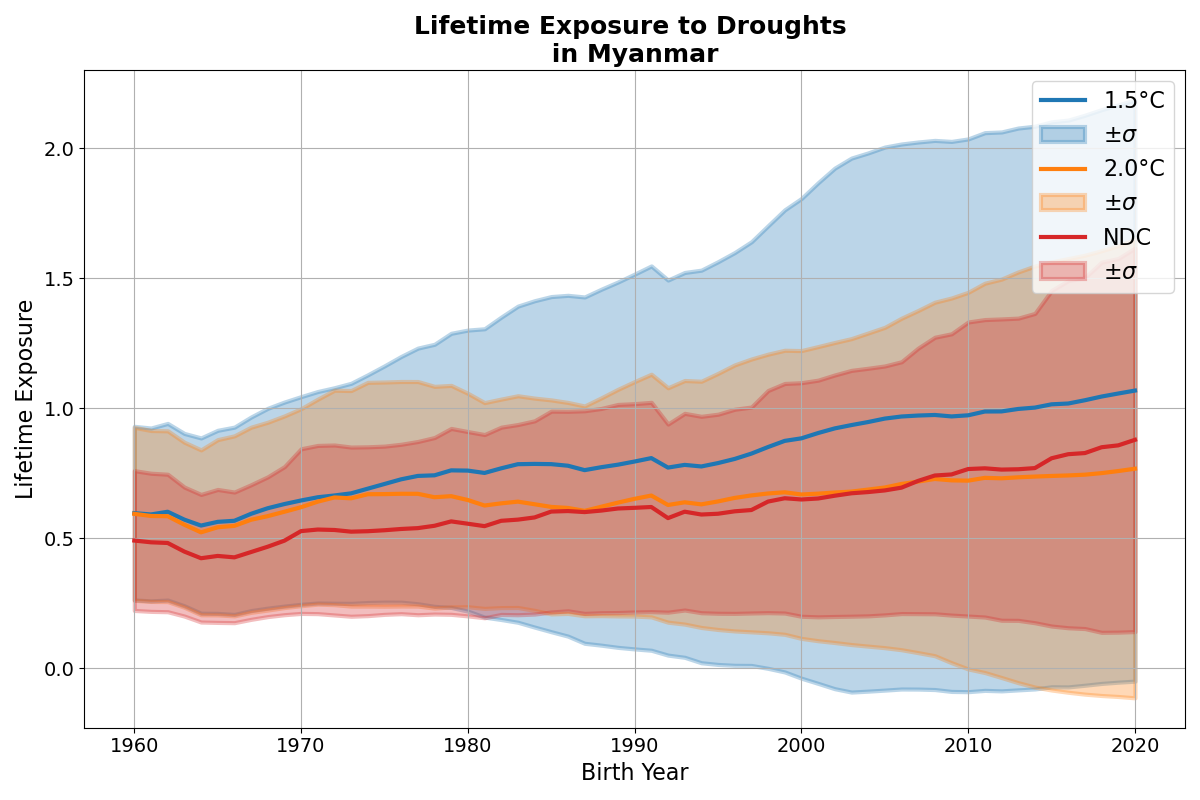 Lifetime Exposure to Droughts
in Myanmar
1.5°C
±σ
2.0°C
±σ
NDC
±σ
Lifetime Exposure
2.0
1.5
1.0
0.5
0.0
1960 1970 1980 1990 2000 2010 2020
Birth Year